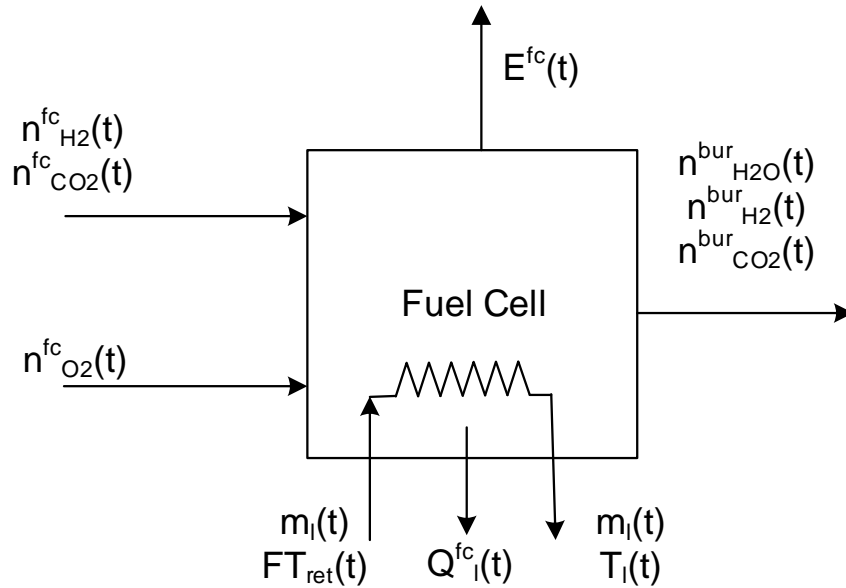 E^fc(t)
n^fc_H2(t)
n^fc_CO2(t)
n^bur_H2O(t)
n^bur_H2(t)
n^bur_CO2(t)
Fuel Cell
n^fc_O2(t)
m_l(t)
FT_ret(t)
Q^fc_l(t)
m_l(t)
T_l(t)